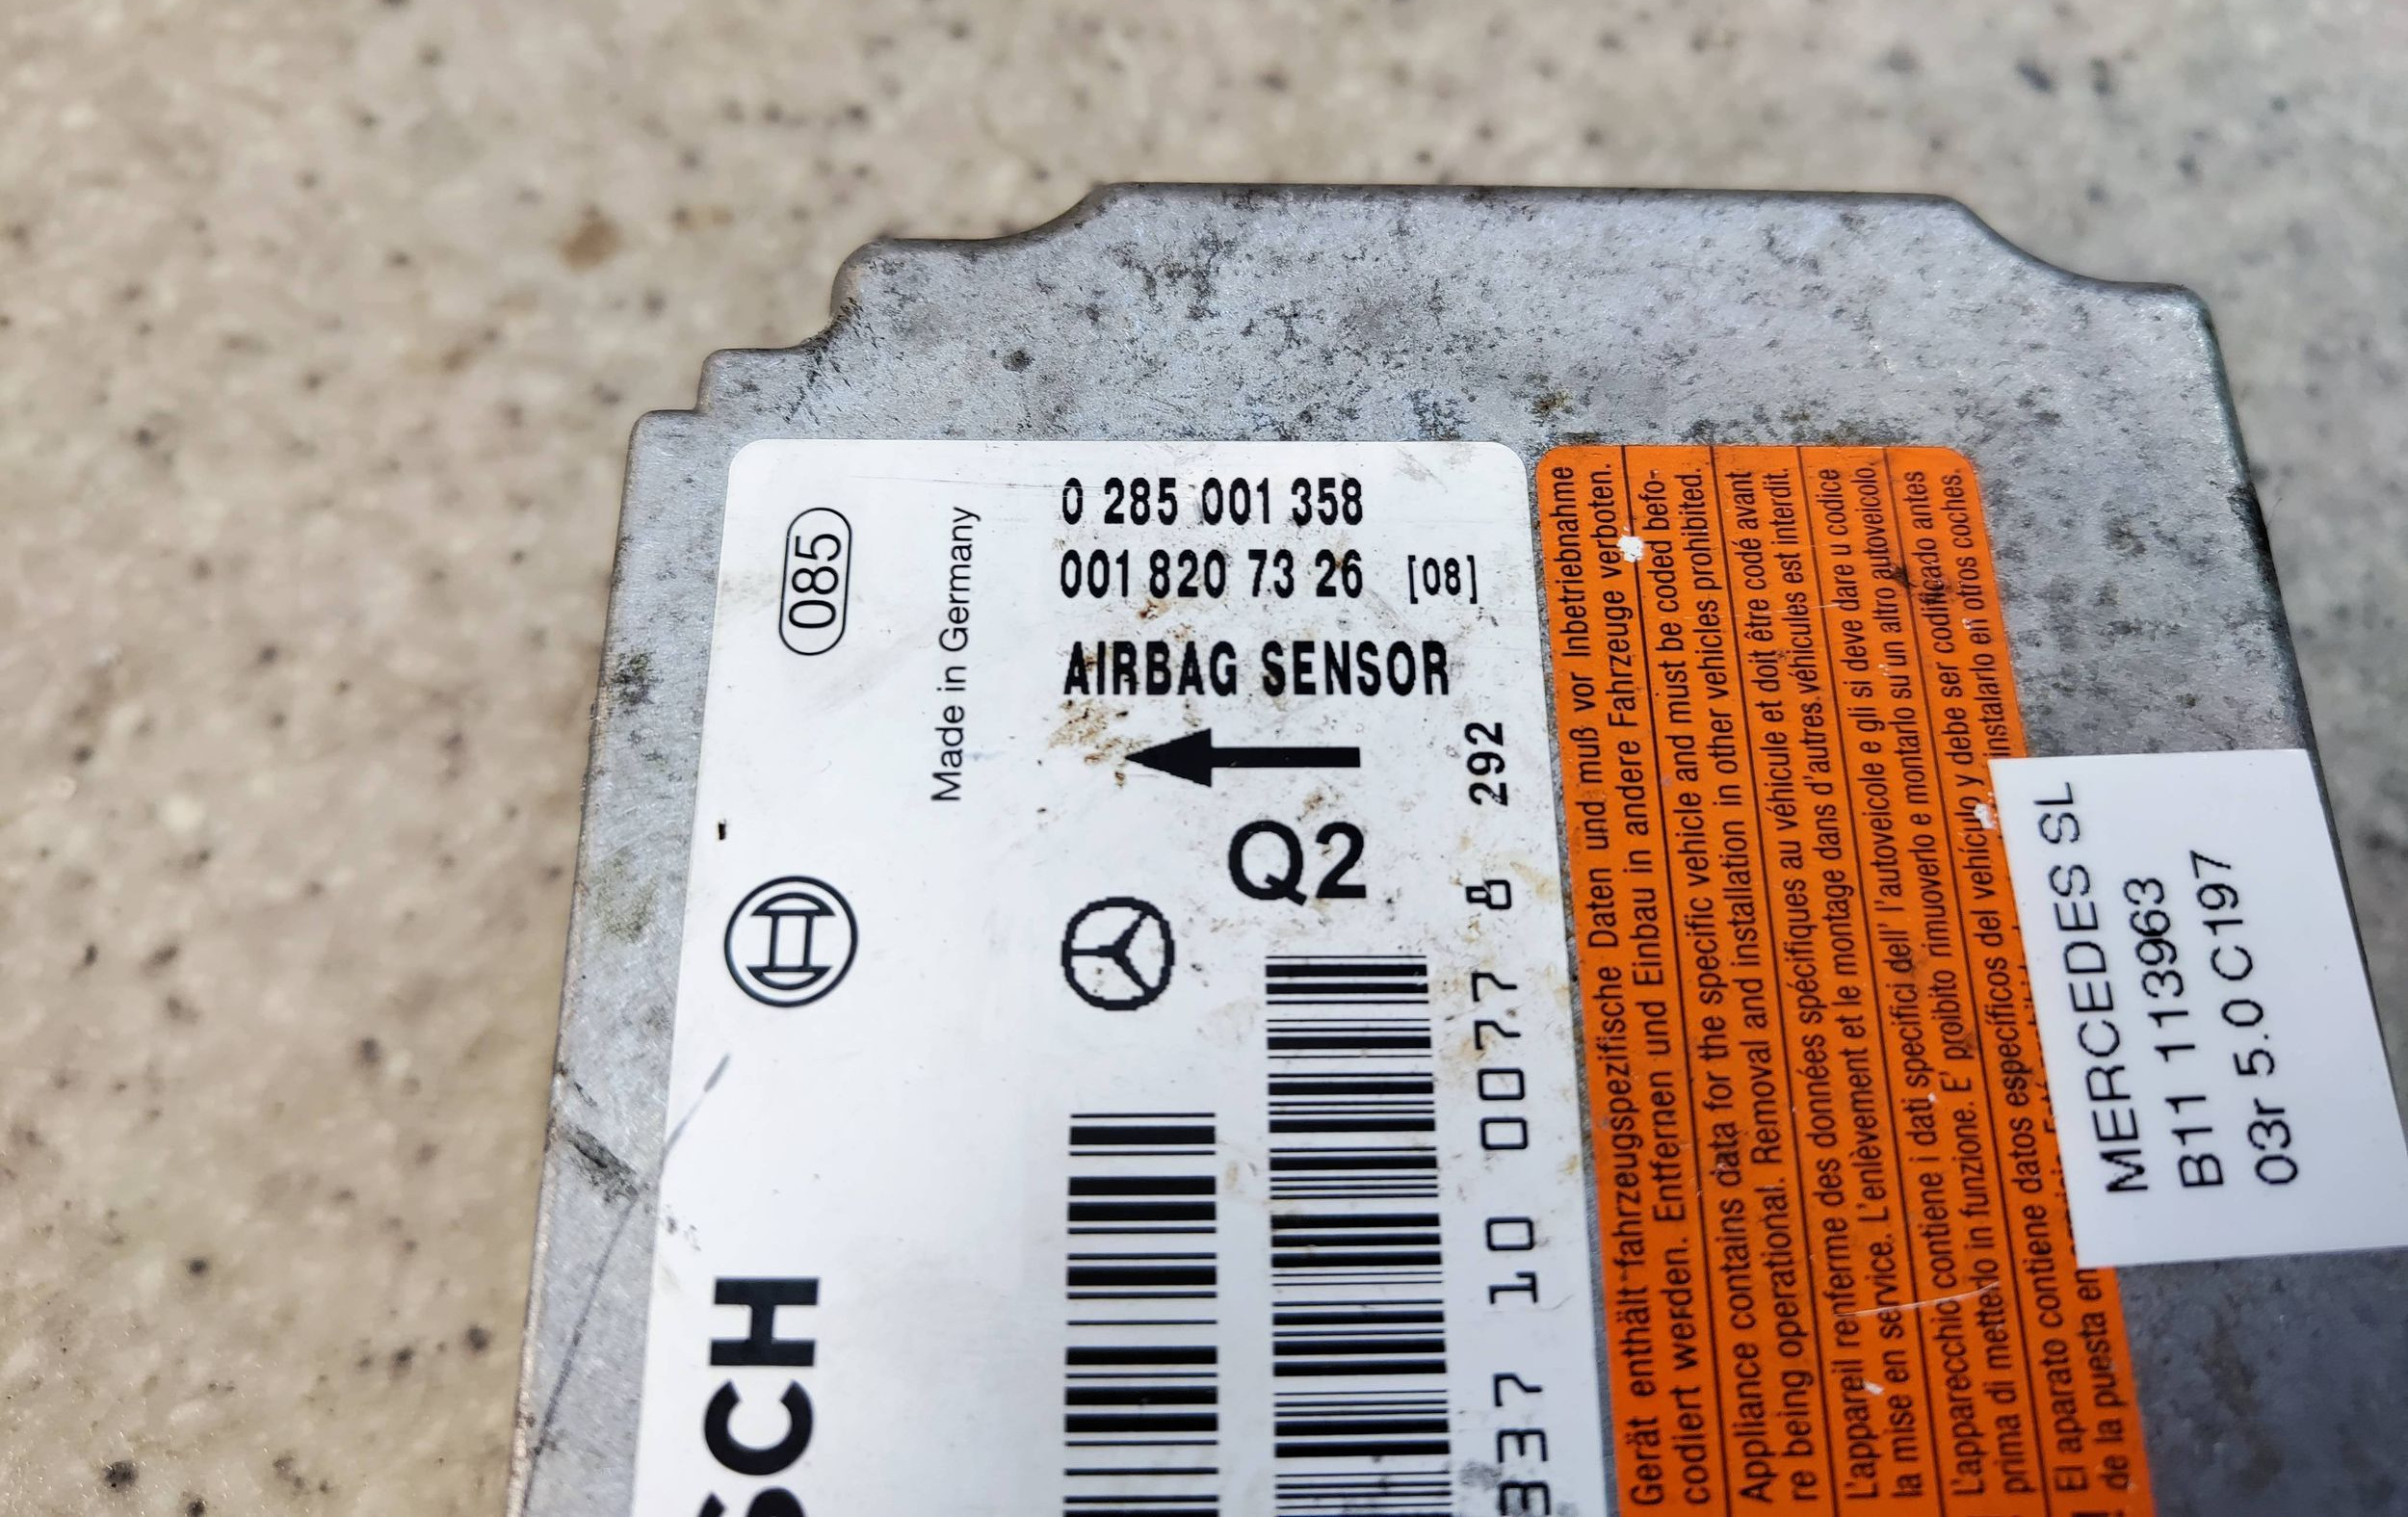 0 285 001 358
001 820 73 26 [08]
AIRBAG SENSOR
085
Made in Germany
Q2
292
337 10 0077 8
Gerät enthält fahrzeugspezifische Daten und muß vor Inbetriebnahme
codiert werden. Entfernen und Einbau in andere Fahrzeuge verboten.
Appliance contains data for the specific vehicle and must be coded befo-
re being operational. Removal and installation in other vehicles prohibited.
L'appareil renferme des données spécifiques au véhicule et doit être codé avant
la mise en service. L'enlèvement et le montage dans d'autres véhicules est interdit.
L'apparecchio contiene i dati specifici dell' l'autoveicole e gli si deve dare u codice
prima di metterlo in funzione. E' proibito rimuoverlo e montarlo su un altro autoveicolo.
El aparato contiene datos específicos del vehículo y debe ser codificado antes
de la puesta en instalarlo en otros coches.
MERCEDES SL
B11 113963
03r 5.0 C197